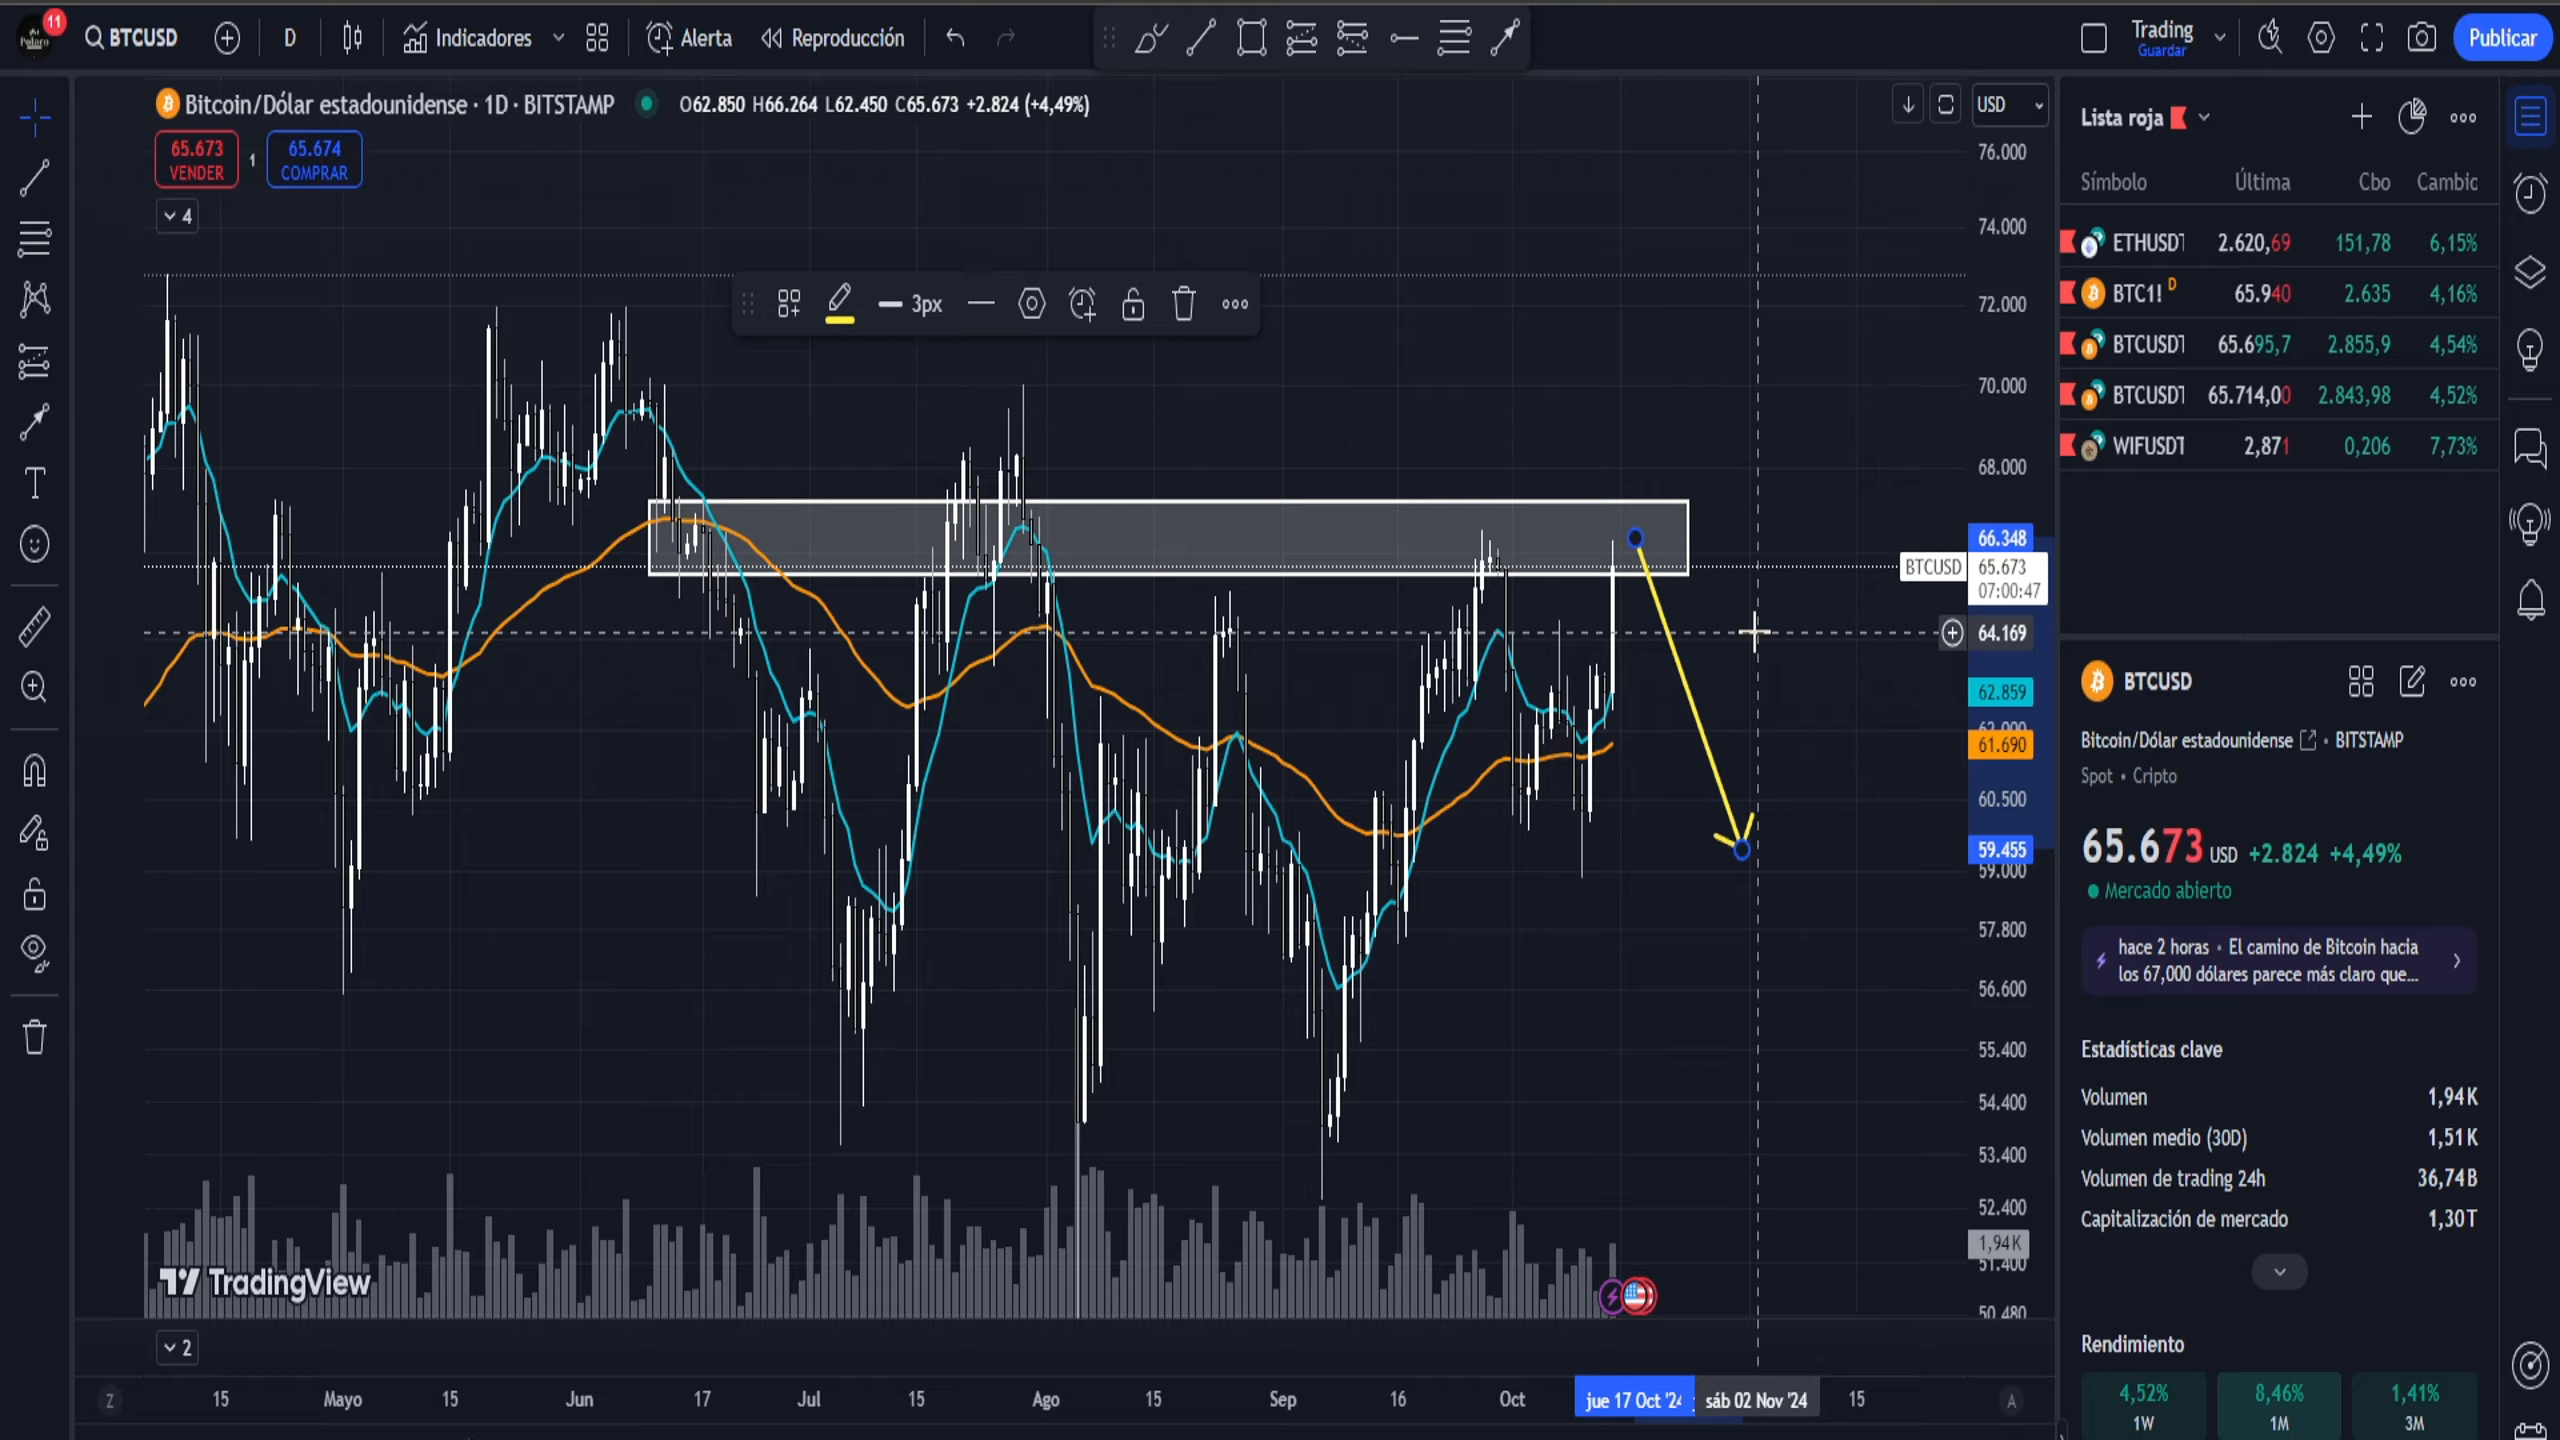 11
BTCUSD
D
Indicadores
Alerta
Reproducción
Trading
Guardar
Publicar
Bitcoin/Dólar estadounidense · 1D · BITSTAMP
O62.850 H66.264 L62.450 C65.673 +2.824 (+4,49%)
65.673
VENDER
1
65.674
COMPRAR
4
3px
USD
76.000
74.000
72.000
70.000
68.000
66.348
BTCUSD
65.673
07:00:47
64.169
62.859
62.000
61.690
60.500
59.455
59.000
57.800
56.600
55.400
54.400
53.400
52.400
1,94K
51.400
50.480
TradingView
2
Z
15
Mayo
15
Jun
17
Jul
15
Ago
15
Sep
16
Oct
jue 17 Oct '24
sáb 02 Nov '24
15
A
Lista roja
Símbolo Última Cbo Cambio
ETHUSDT 2.620,69 151,78 6,15%
BTC1! D 65.940 2.635 4,16%
BTCUSDT 65.695,7 2.855,9 4,54%
BTCUSDT 65.714,00 2.843,98 4,52%
WIFUSDT 2,871 0,206 7,73%
BTCUSD
Bitcoin/Dólar estadounidense • BITSTAMP
Spot • Cripto
65.673 USD +2.824 +4,49%
Mercado abierto
hace 2 horas • El camino de Bitcoin hacia
los 67,000 dólares parece más claro que...
Estadísticas clave
Volumen 1,94K
Volumen medio (30D) 1,51K
Volumen de trading 24h 36,74B
Capitalización de mercado 1,30T
Rendimiento
4,52%
1W
8,46%
1M
1,41%
3M